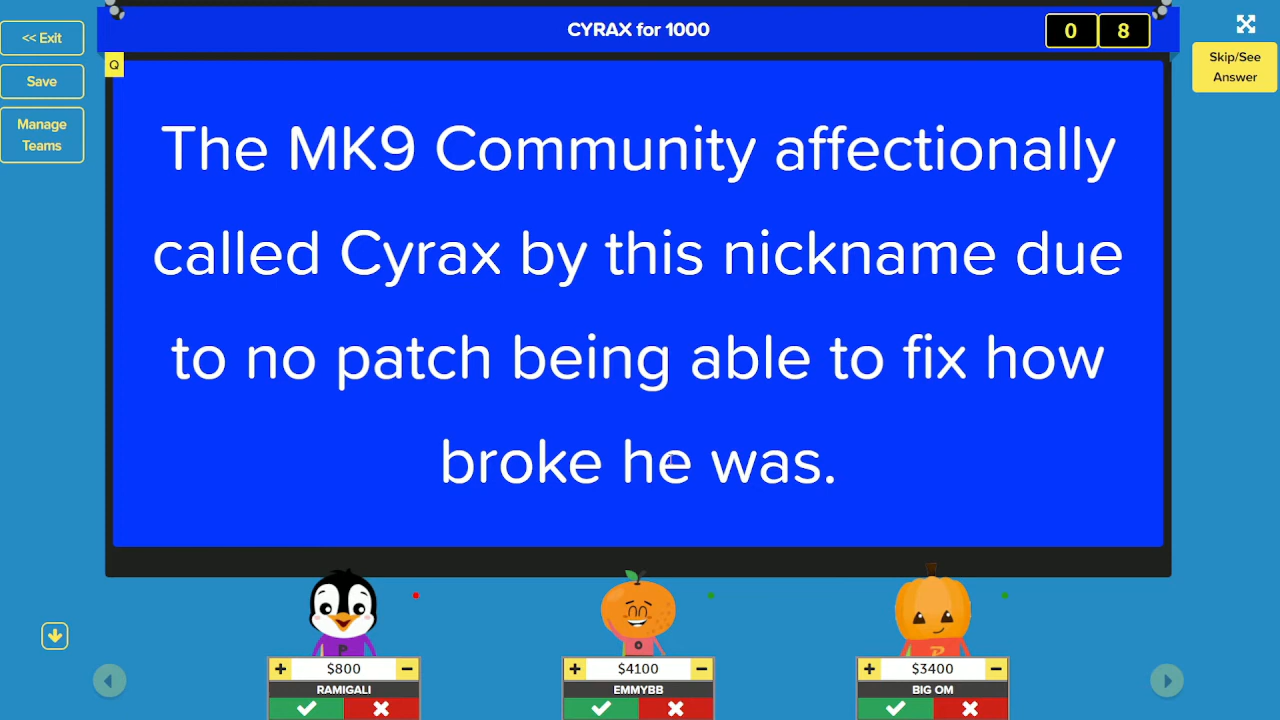 << Exit
Save
Manage
Teams
CYRAX for 1000
0 8
Skip/See
Answer
Q
The MK9 Community affectionally
called Cyrax by this nickname due
to no patch being able to fix how
broke he was.
P
O
P
+ $800 −
RAMIGALI
+ $4100 −
EMMYBB
+ $3400 −
BIG OM